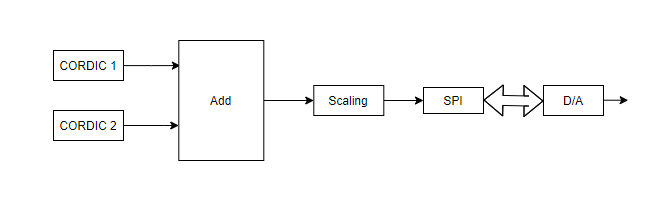 CORDIC 1
CORDIC 2
Add
Scaling
SPI
D/A